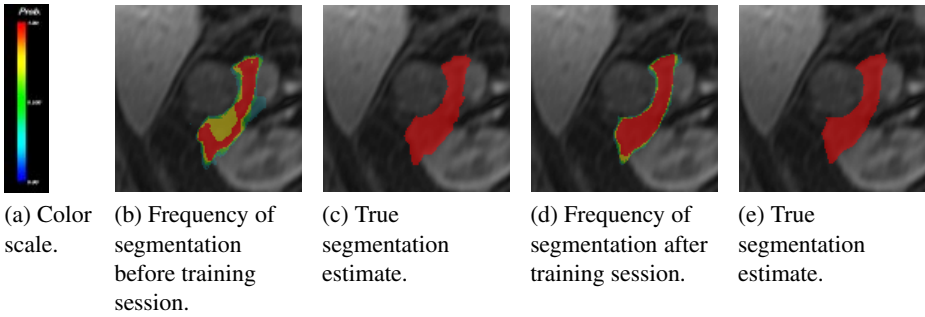 Prob.
(a) Color
scale.
(b) Frequency of
segmentation
before training
session.
(c) True
segmentation
estimate.
(d) Frequency of
segmentation after
training session.
(e) True
segmentation
estimate.